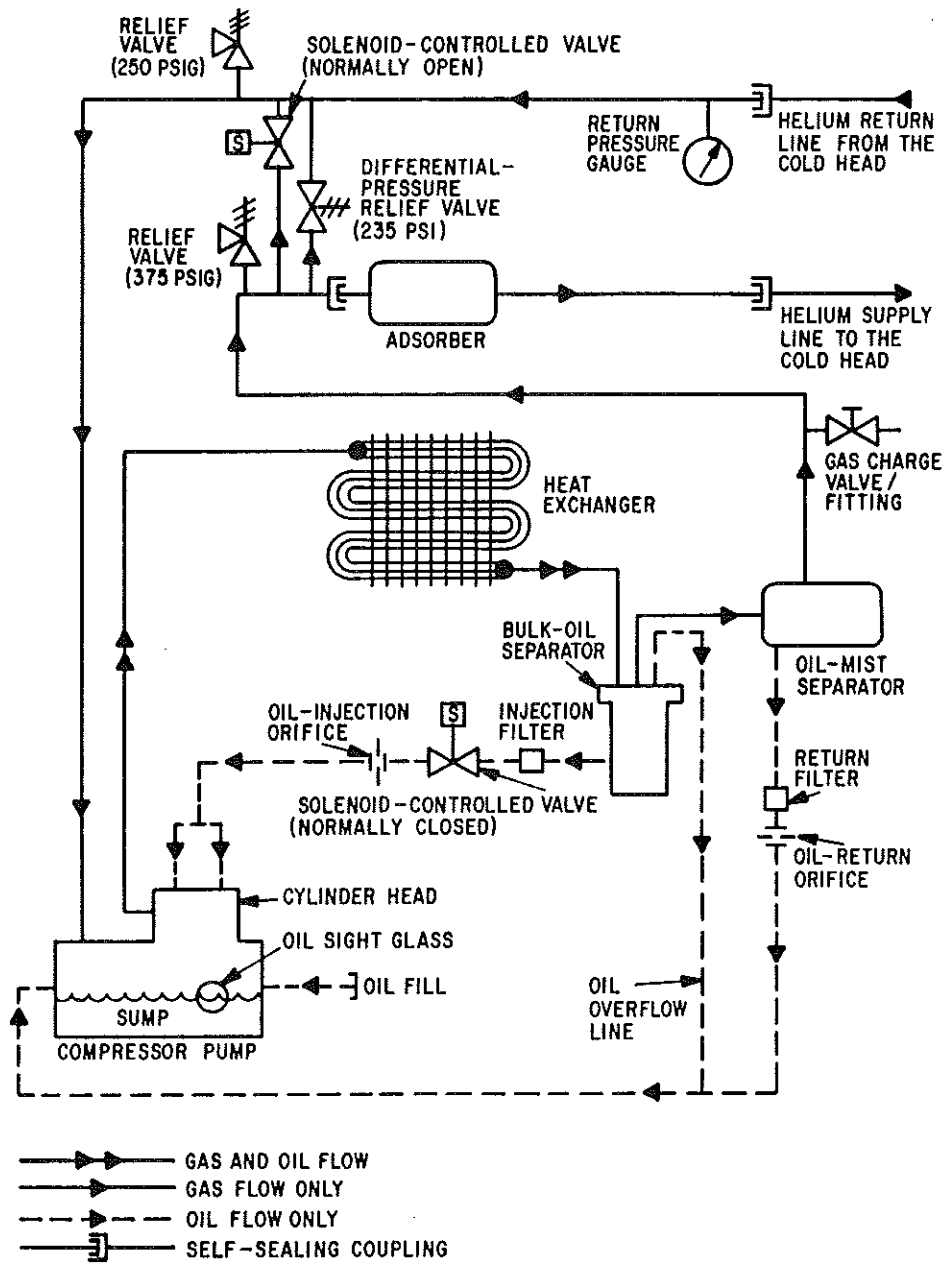 RELIEF
VALVE
(250 PSIG)
SOLENOID-CONTROLLED VALVE
(NORMALLY OPEN)
S
RETURN
PRESSURE
GAUGE
HELIUM RETURN
LINE FROM THE
COLD HEAD
DIFFERENTIAL-
PRESSURE
RELIEF VALVE
(235 PSI)
RELIEF
VALVE
(375 PSIG)
ADSORBER
HELIUM SUPPLY
LINE TO THE
COLD HEAD
GAS CHARGE
VALVE/
FITTING
HEAT
EXCHANGER
BULK-OIL
SEPARATOR
OIL-MIST
SEPARATOR
OIL-INJECTION
ORIFICE
S
INJECTION
FILTER
SOLENOID-CONTROLLED VALVE
(NORMALLY CLOSED)
RETURN
FILTER
OIL-RETURN
ORIFICE
CYLINDER HEAD
OIL SIGHT GLASS
OIL FILL
SUMP
COMPRESSOR PUMP
OIL
OVERFLOW
LINE
GAS AND OIL FLOW
GAS FLOW ONLY
OIL FLOW ONLY
SELF-SEALING COUPLING